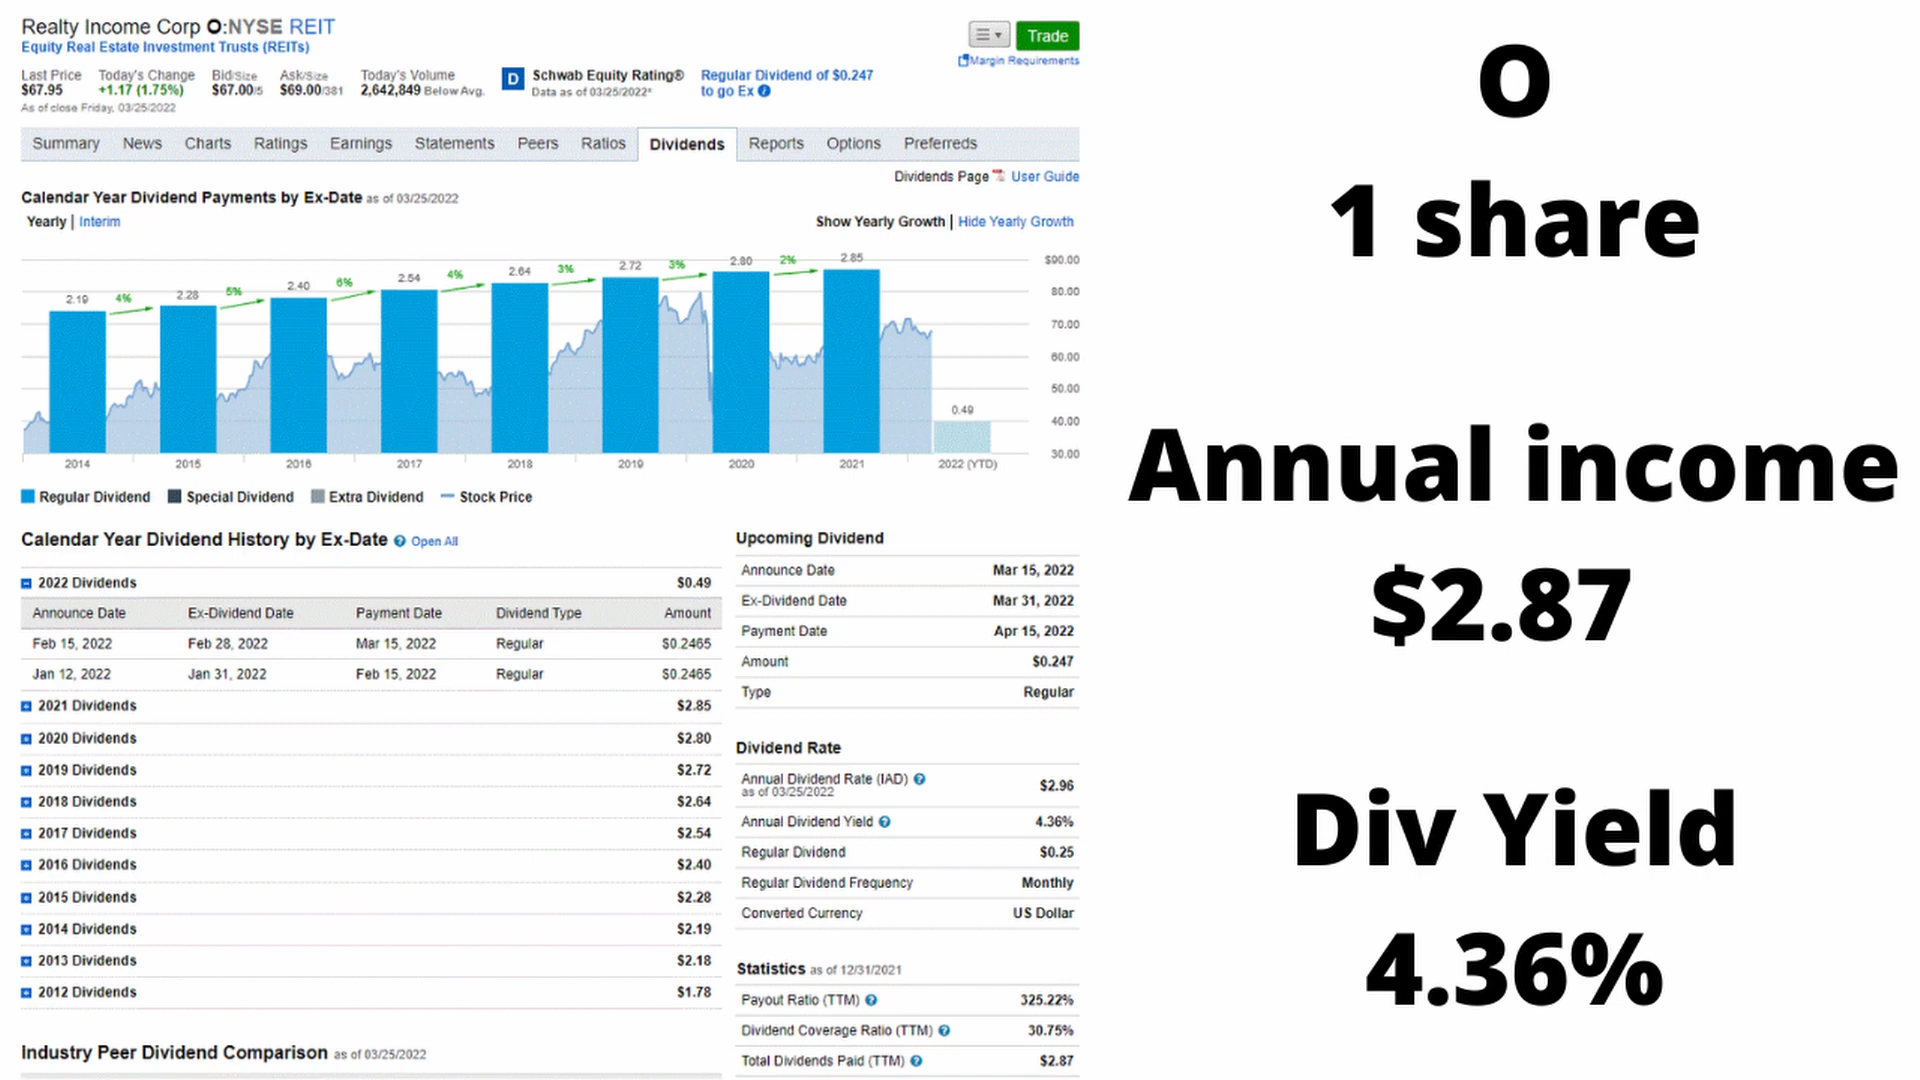 Realty Income Corp O:NYSE REIT
Equity Real Estate Investment Trusts (REITs)
Trade
Margin Requirements
Last Price Today's Change Bid/Size Ask/Size Today's Volume
$67.95 +1.17 (1.75%) $67.00/5 $69.00/381 2,642,849 Below Avg.
As of close Friday, 03/25/2022
D Schwab Equity Rating®
Data as of 03/25/2022*
Regular Dividend of $0.247
to go Ex
Summary News Charts Ratings Earnings Statements Peers Ratios Dividends Reports Options Preferreds
Dividends Page User Guide
Calendar Year Dividend Payments by Ex-Date as of 03/25/2022
Yearly | Interim
Show Yearly Growth | Hide Yearly Growth
2.19 4% 2.28 5% 2.40 6% 2.54 4% 2.64 3% 2.72 3% 2.80 2% 2.85
$90.00
80.00
70.00
60.00
50.00
0.49
40.00
30.00
2014 2015 2016 2017 2018 2019 2020 2021 2022 (YTD)
Regular Dividend Special Dividend Extra Dividend Stock Price
Calendar Year Dividend History by Ex-Date Open All
2022 Dividends $0.49
Announce Date Ex-Dividend Date Payment Date Dividend Type Amount
Feb 15, 2022 Feb 28, 2022 Mar 15, 2022 Regular $0.2465
Jan 12, 2022 Jan 31, 2022 Feb 15, 2022 Regular $0.2465
2021 Dividends $2.85
2020 Dividends $2.80
2019 Dividends $2.72
2018 Dividends $2.64
2017 Dividends $2.54
2016 Dividends $2.40
2015 Dividends $2.28
2014 Dividends $2.19
2013 Dividends $2.18
2012 Dividends $1.78
Industry Peer Dividend Comparison as of 03/25/2022
Upcoming Dividend
Announce Date Mar 15, 2022
Ex-Dividend Date Mar 31, 2022
Payment Date Apr 15, 2022
Amount $0.247
Type Regular
Dividend Rate
Annual Dividend Rate (IAD) $2.96
as of 03/25/2022
Annual Dividend Yield 4.36%
Regular Dividend $0.25
Regular Dividend Frequency Monthly
Converted Currency US Dollar
Statistics as of 12/31/2021
Payout Ratio (TTM) 325.22%
Dividend Coverage Ratio (TTM) 30.75%
Total Dividends Paid (TTM) $2.87
O
1 share
Annual income
$2.87
Div Yield
4.36%